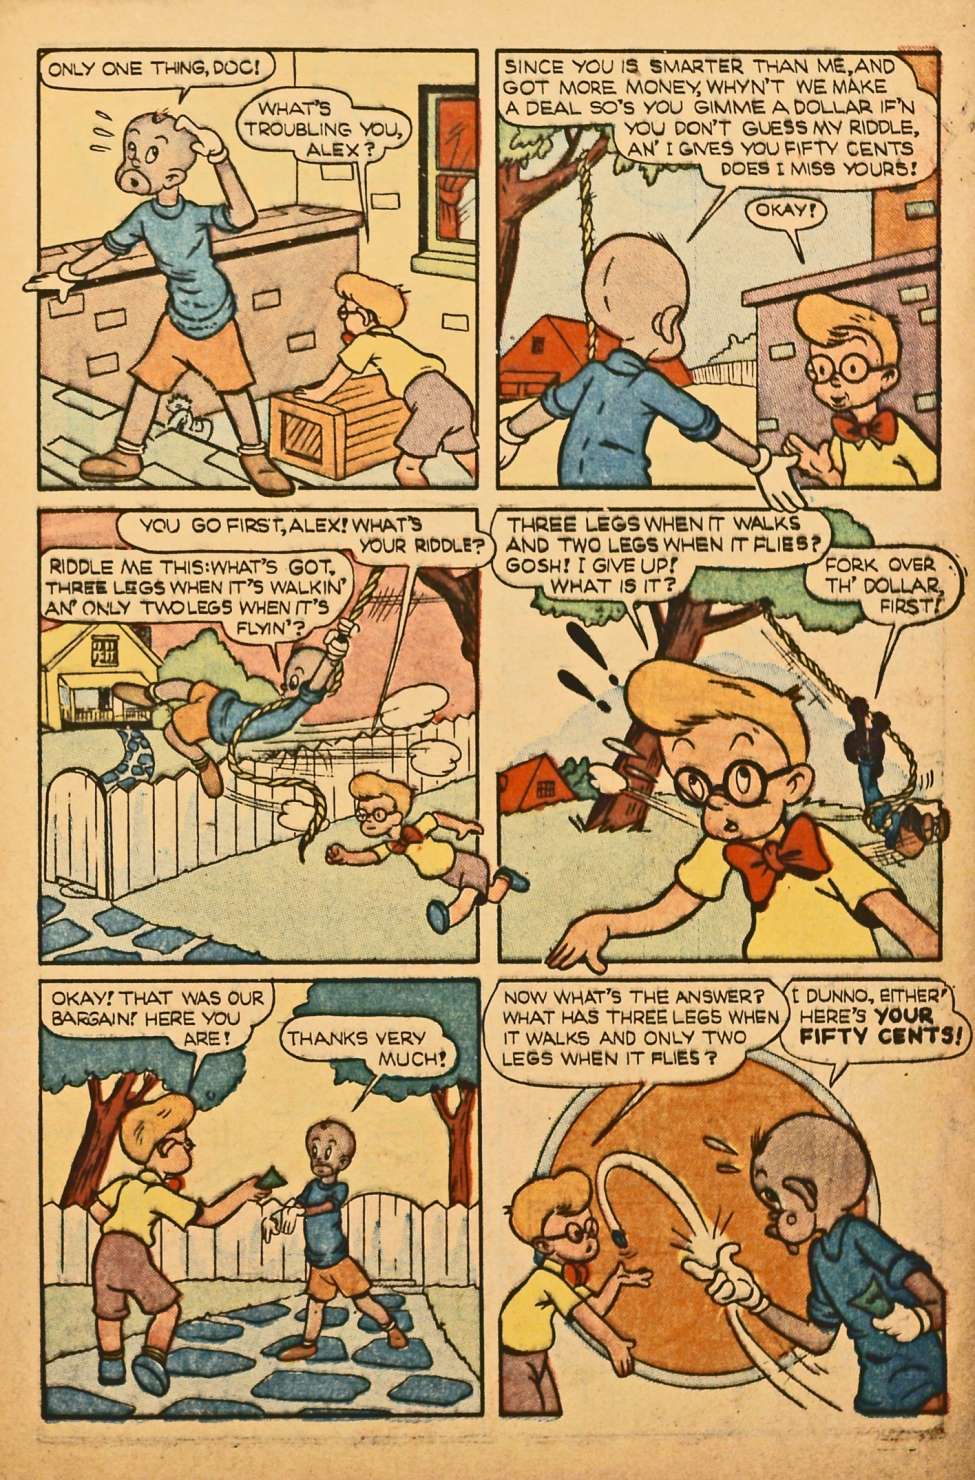 ONLY ONE THING, DOC!
WHAT'S
TROUBLING YOU,
ALEX?
SINCE YOU IS SMARTER THAN ME, AND
GOT MORE MONEY, WHYN'T WE MAKE
A DEAL SO'S YOU GIMME A DOLLAR IF'N
YOU DON'T GUESS MY RIDDLE,
AN' I GIVES YOU FIFTY CENTS
DOES I MISS YOURS!
OKAY!
YOU GO FIRST, ALEX! WHAT'S
YOUR RIDDLE?
RIDDLE ME THIS: WHAT'S GOT
THREE LEGS WHEN IT'S WALKIN'
AN' ONLY TWO LEGS WHEN IT'S
FLYIN'?
THREE LEGS WHEN IT WALKS
AND TWO LEGS WHEN IT FLIES?
GOSH! I GIVE UP!
WHAT IS IT?
FORK OVER
TH' DOLLAR,
FIRST!
OKAY! THAT WAS OUR
BARGAIN! HERE YOU
ARE!
THANKS VERY
MUCH!
NOW WHAT'S THE ANSWER?
WHAT HAS THREE LEGS WHEN
IT WALKS AND ONLY TWO
LEGS WHEN IT FLIES?
I DUNNO, EITHER!
HERE'S YOUR
FIFTY CENTS!